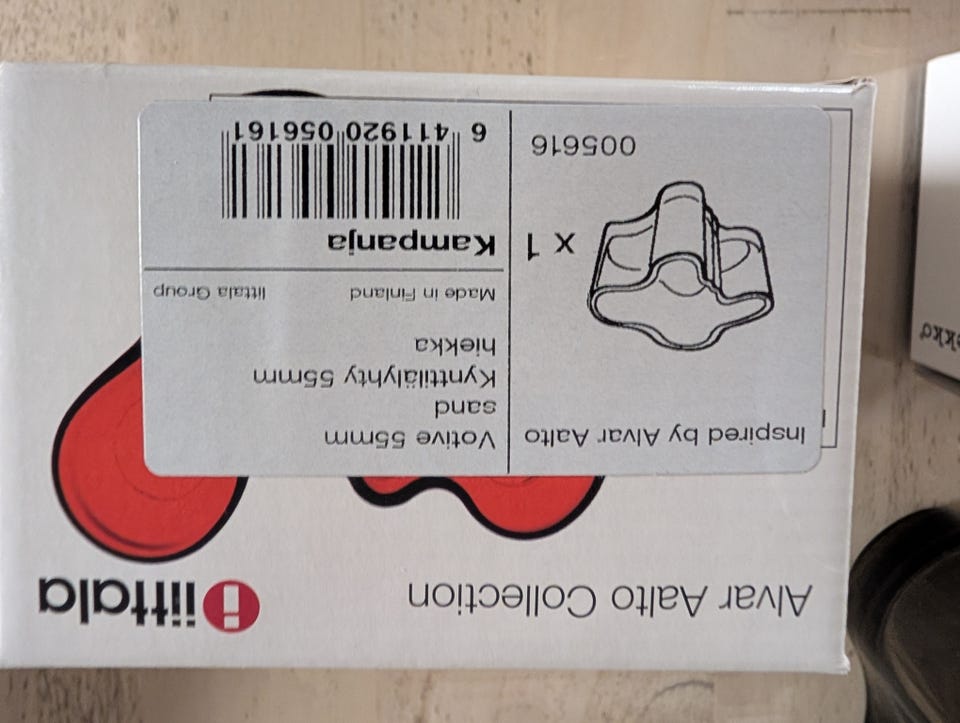 Alvar Aalto Collection
iittala
Inspired by Alvar Aalto
x 1
005616
Votive 55mm
sand
Kynttilälyhty 55mm
hiekka
Made in Finland
Iittala Group
Kampanja
6 411920 056161